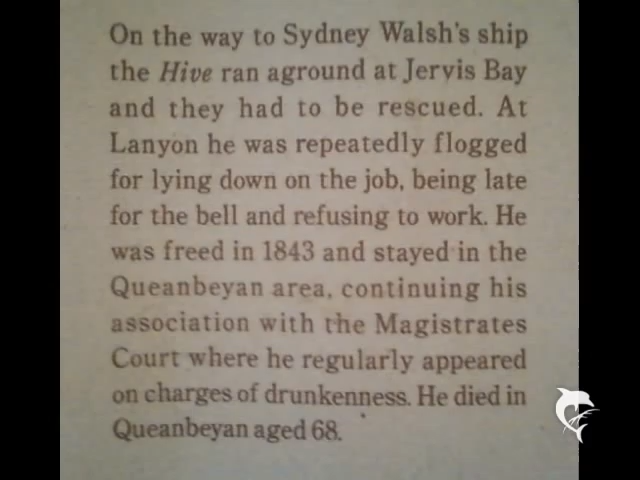 On the way to Sydney Walsh's ship
the Hive ran aground at Jervis Bay
and they had to be rescued. At
Lanyon he was repeatedly flogged
for lying down on the job, being late
for the bell and refusing to work. He
was freed in 1843 and stayed in the
Queanbeyan area, continuing his
association with the Magistrates
Court where he regularly appeared
on charges of drunkenness. He died in
Queanbeyan aged 68.